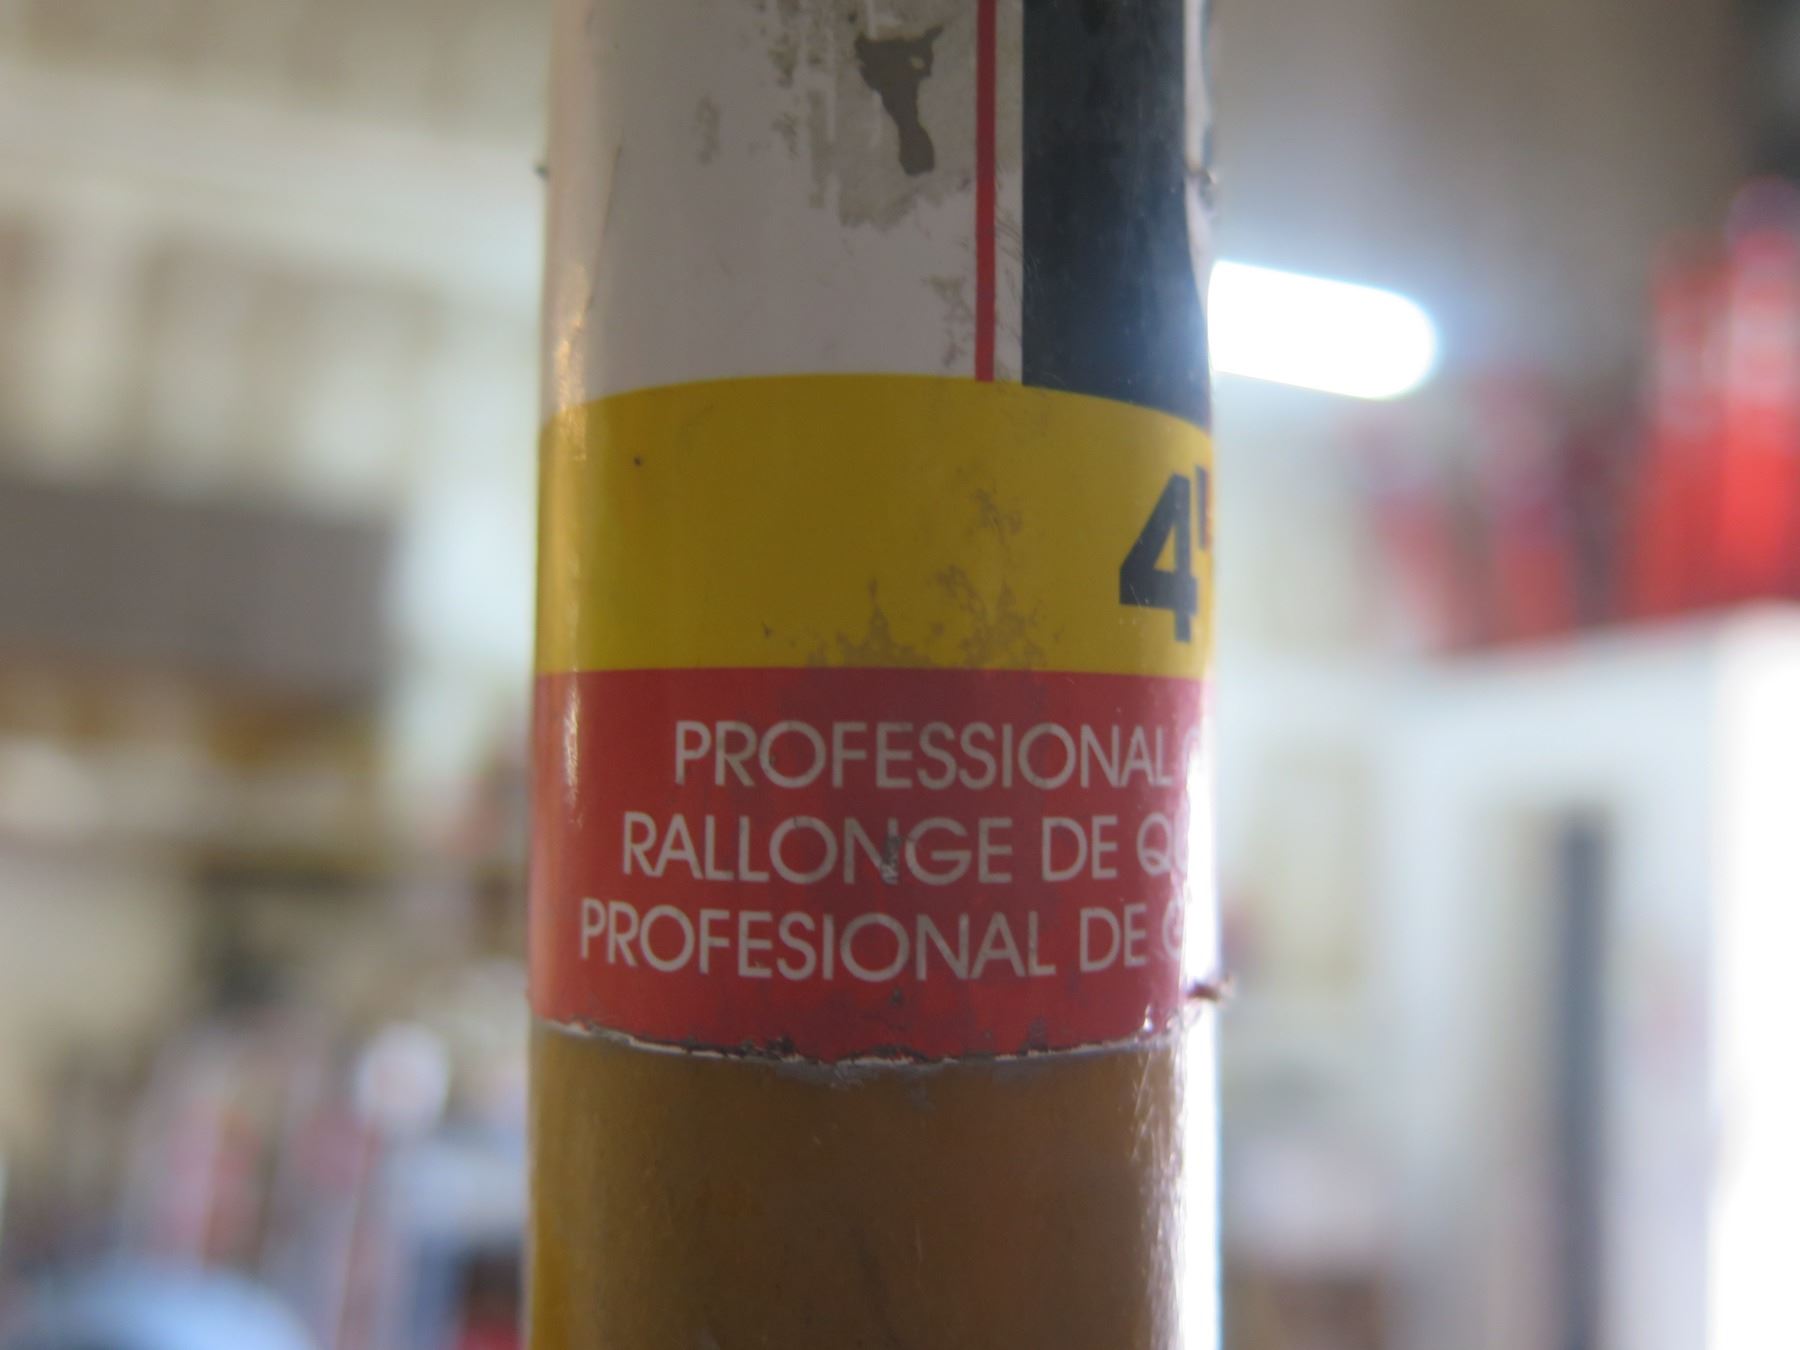 4'
PROFESSIONAL
RALLONGE DE
PROFESIONAL DE